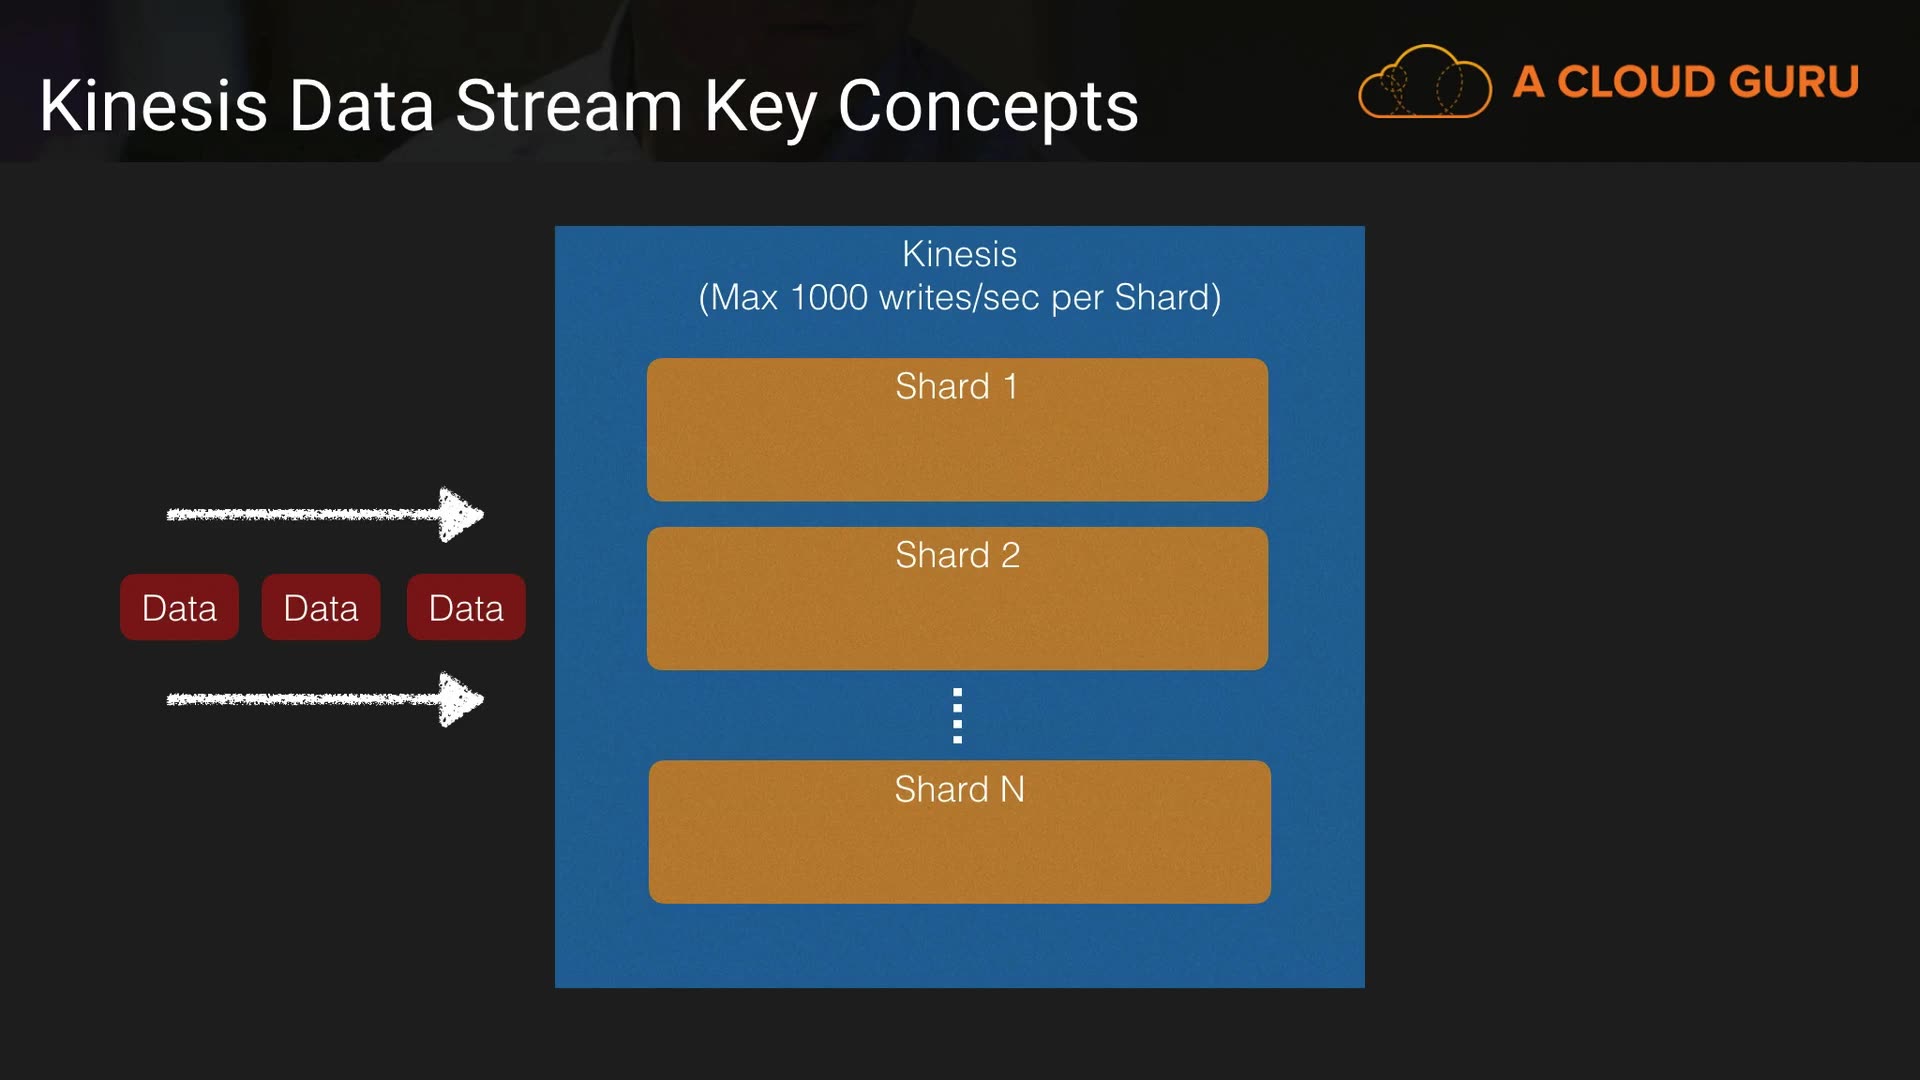 Kinesis Data Stream Key Concepts
A CLOUD GURU
Kinesis
(Max 1000 writes/sec per Shard)
Shard 1
Shard 2
Data Data Data
Shard N